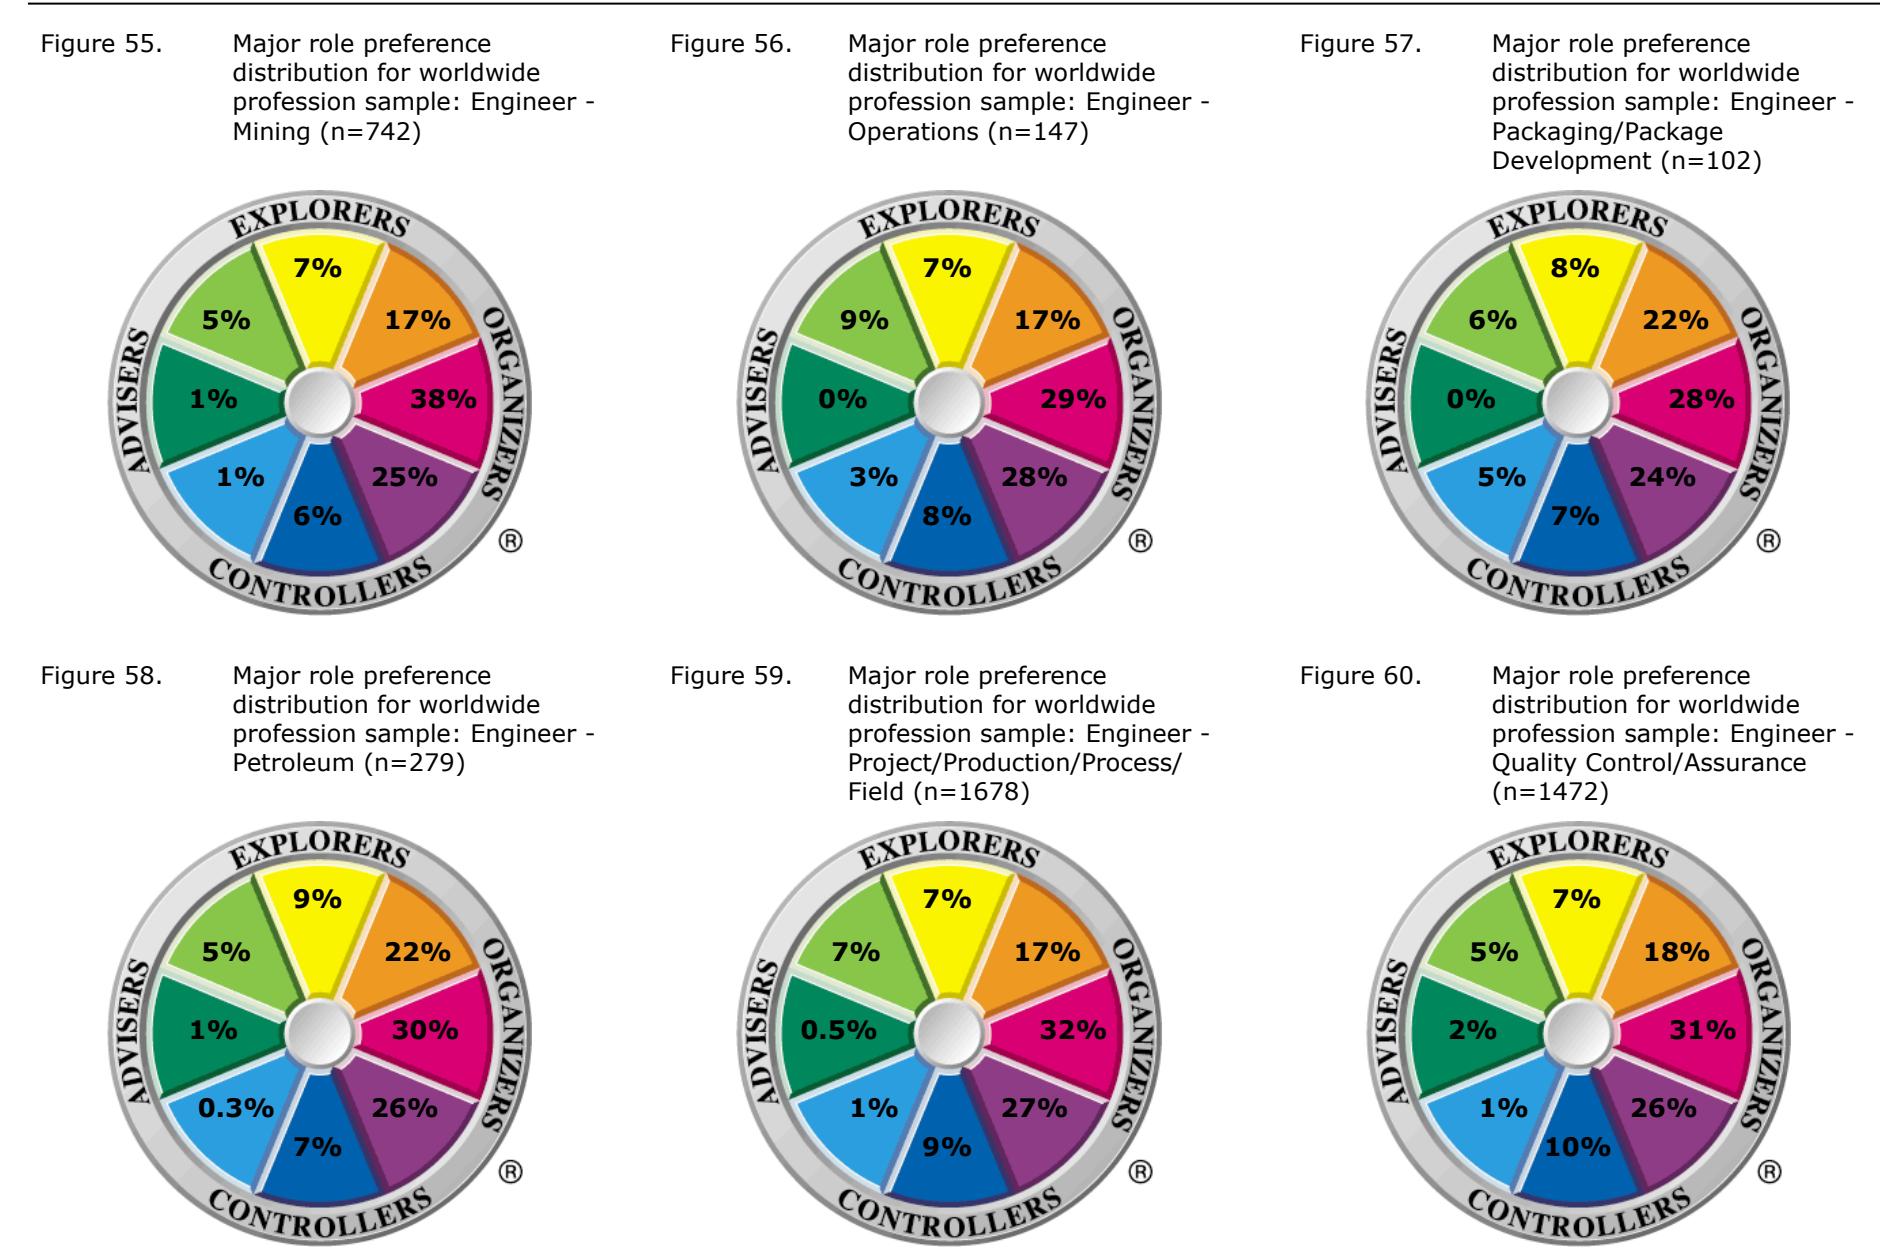 Figure 55.
Major role preference
distribution for worldwide
profession sample: Engineer -
Mining (n=742)
EXPLORERS
ORGANIZERS
CONTROLLERS
ADVISERS
7%
17%
38%
25%
6%
1%
1%
5%
®
Figure 56.
Major role preference
distribution for worldwide
profession sample: Engineer -
Operations (n=147)
EXPLORERS
ORGANIZERS
CONTROLLERS
ADVISERS
7%
17%
29%
28%
8%
3%
0%
9%
®
Figure 57.
Major role preference
distribution for worldwide
profession sample: Engineer -
Packaging/Package
Development (n=102)
EXPLORERS
ORGANIZERS
CONTROLLERS
ADVISERS
8%
22%
28%
24%
7%
5%
0%
6%
®
Figure 58.
Major role preference
distribution for worldwide
profession sample: Engineer -
Petroleum (n=279)
EXPLORERS
ORGANIZERS
CONTROLLERS
ADVISERS
9%
22%
30%
26%
7%
0.3%
1%
5%
®
Figure 59.
Major role preference
distribution for worldwide
profession sample: Engineer -
Project/Production/Process/
Field (n=1678)
EXPLORERS
ORGANIZERS
CONTROLLERS
ADVISERS
7%
17%
32%
27%
9%
1%
0.5%
7%
®
Figure 60.
Major role preference
distribution for worldwide
profession sample: Engineer -
Quality Control/Assurance
(n=1472)
EXPLORERS
ORGANIZERS
CONTROLLERS
ADVISERS
7%
18%
31%
26%
10%
1%
2%
5%
®